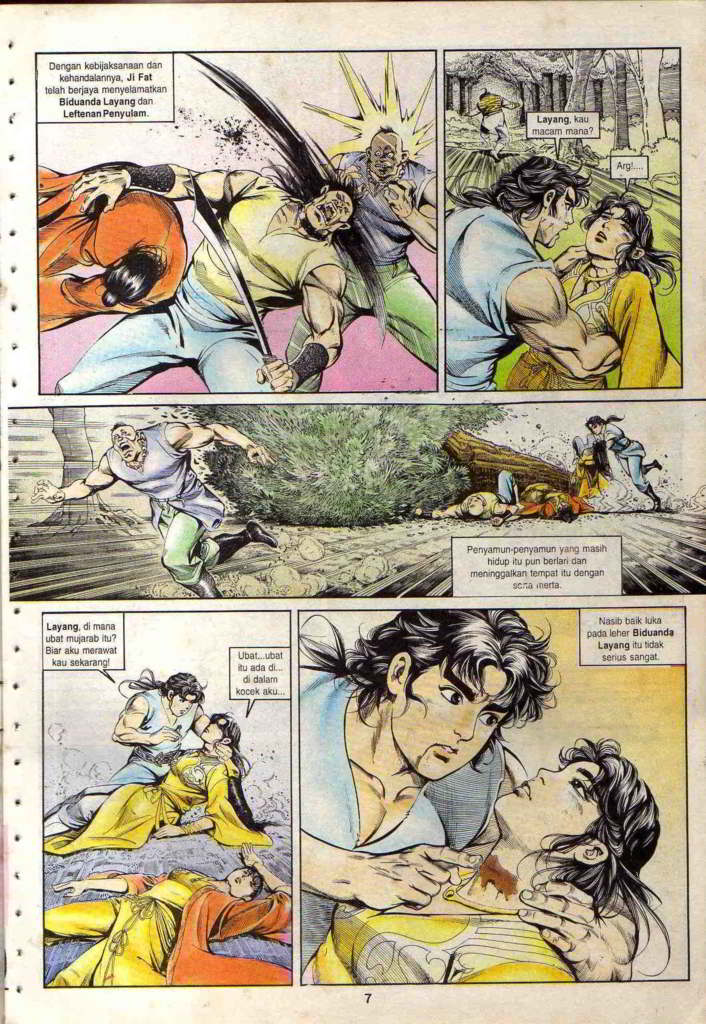 Dengan kebijaksanaan dan
kehandalannya, Ji Fat
telah berjaya menyelamatkan
Biduanda Layang dan
Leftenan Penyulam.
Layang, kau
macam mana?
Arg!....
Penyamun-penyamun yang masih
hidup itu pun berlari dan
meninggalkan tempat itu dengan
serta merta.
Layang, di mana
ubat mujarab itu?
Biar aku merawat
kau sekarang!
Ubat...ubat
itu ada di...
di dalam
kocek aku...
Nasib baik luka
pada leher Biduanda
Layang itu tidak
serius sangat.
7